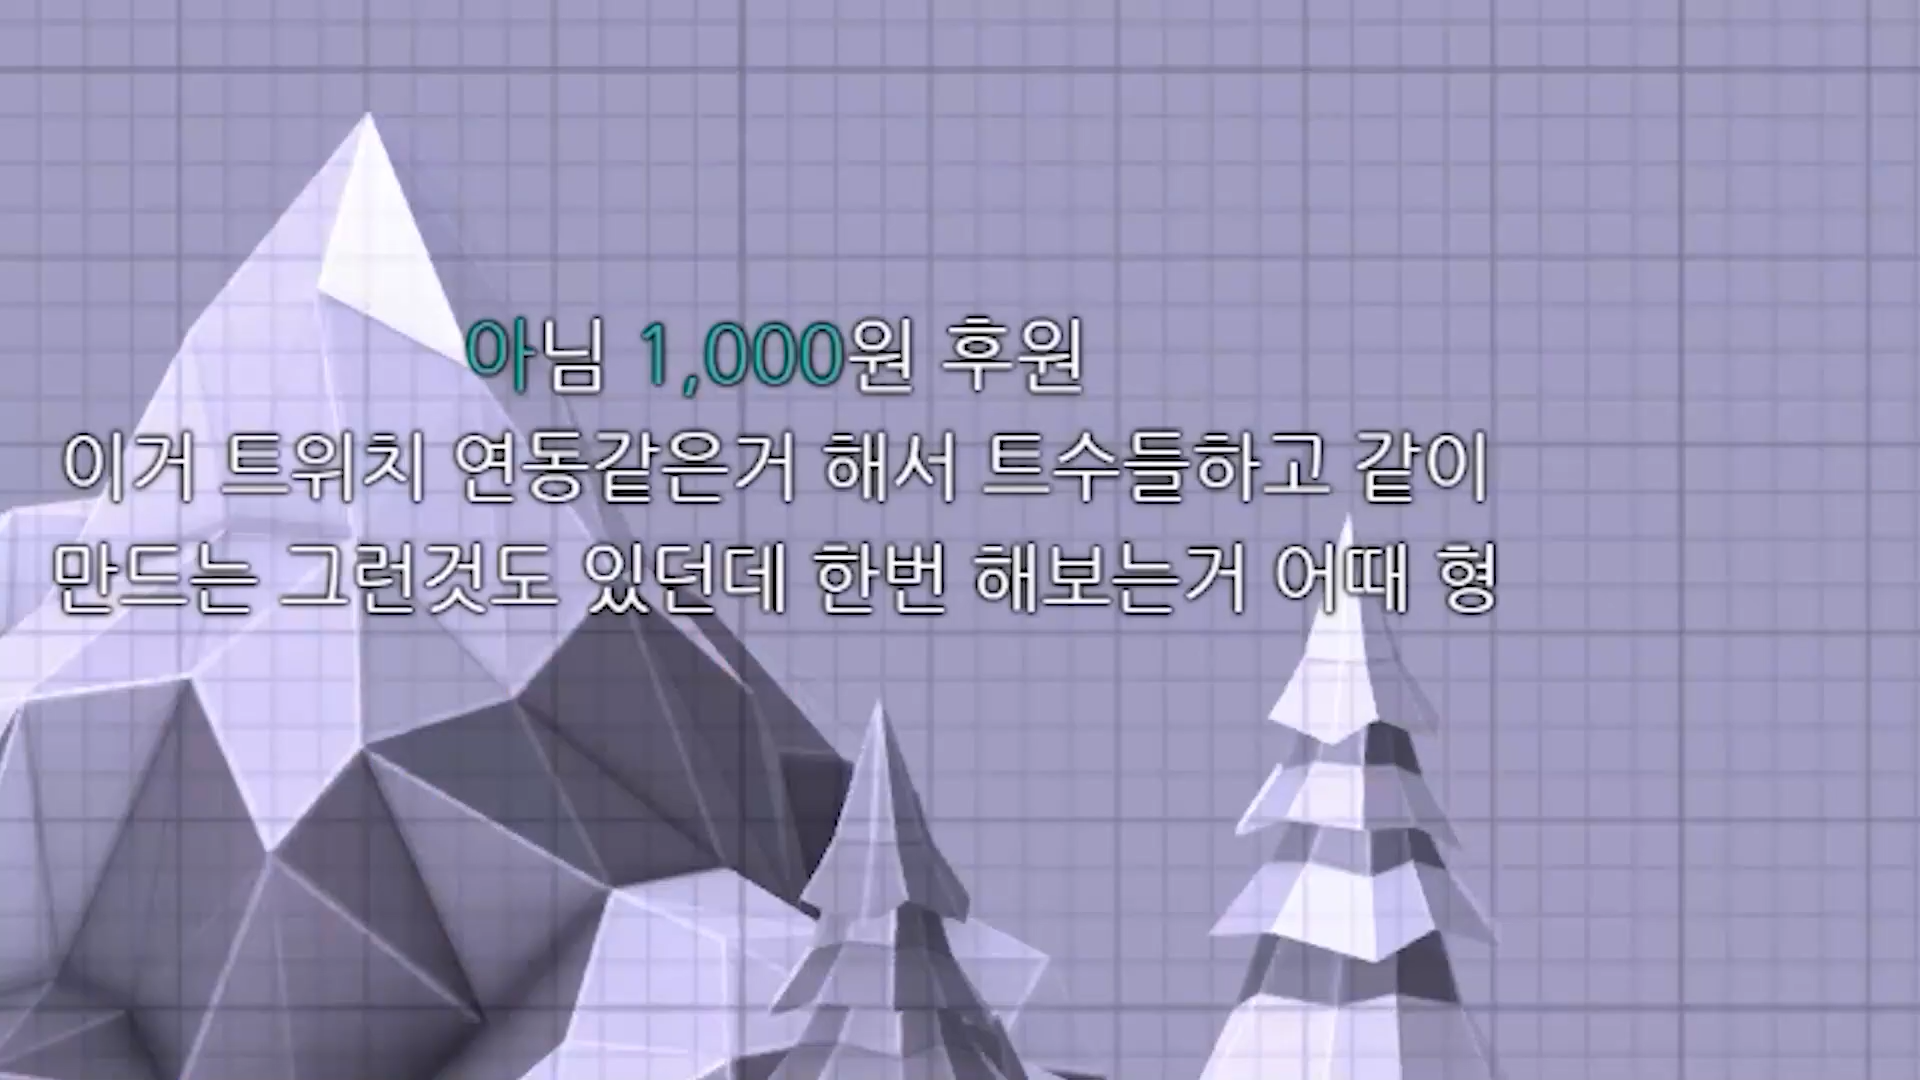 아님 1,000원 후원
이거 트위치 연동같은거 해서 트수들하고 같이
만드는 그런것도 있던데 한번 해보는거 어때 형